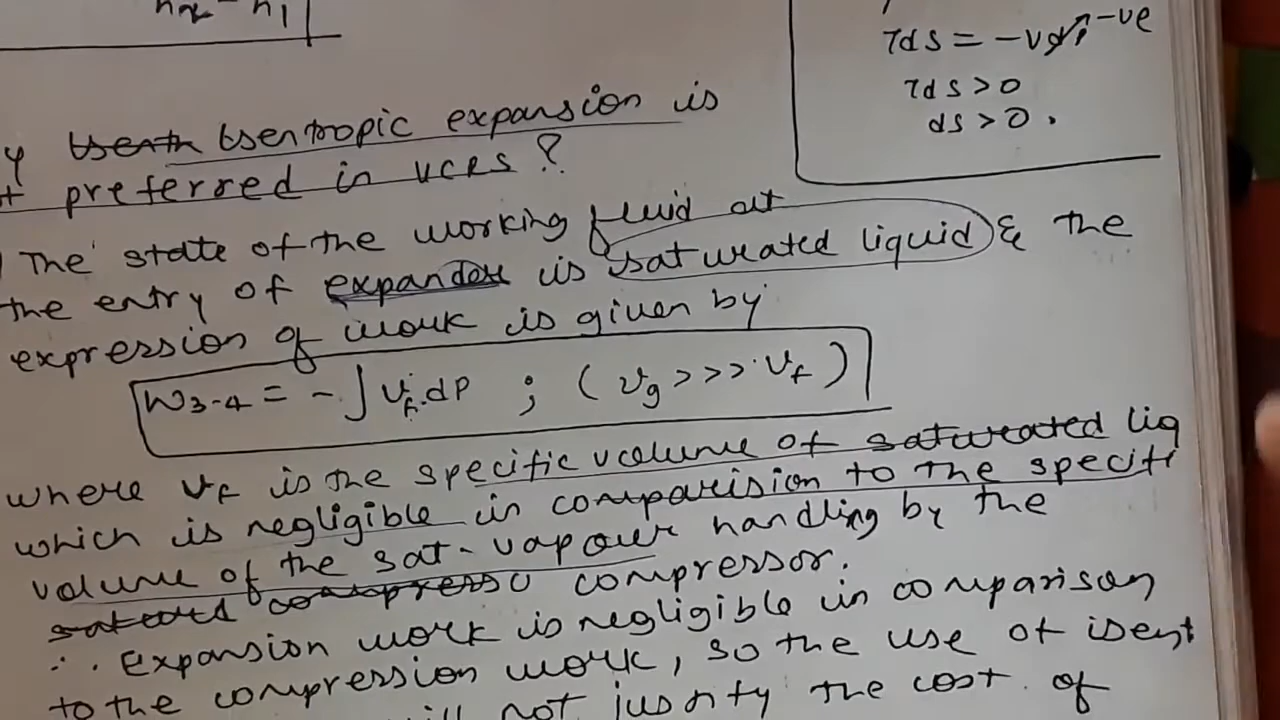 h2 - h1
Tds = -vdp -ve
Tds > 0
ds > 0.
y Isentropic expansion is
t preferred in VCRS?
The state of the working fluid at
the entry of expander is saturated liquid & the
expression of work is given by
W3-4 = - ∫ vf.dP ; (vg >>> vf)
where vf is the specific volume of saturated liq
which is negligible in comparision to the specifi
volume of the sat-vapour handling by the
compressor.
∴ Expansion work is negligible in comparison
to the compression work, so the use of isent
ill not justify the cost of